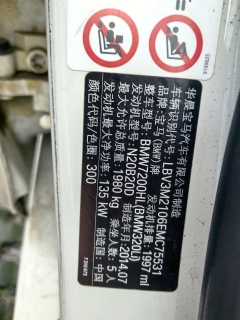 华晨宝马汽车有限公司制造
车辆识别代号: LBV3M2106EMC75531
品牌: 宝马(BMW)牌 发动机排量: 1997 ml
整车型号: BMW7200HL(BMW320Li)
发动机型号: N20B20D 制造年月: 2014.07
最大允许总质量: 1980 kg 乘坐人数: 5人
发动机最大净功率: 135 kW 制造国: 中国
颜色代码/色标: 300